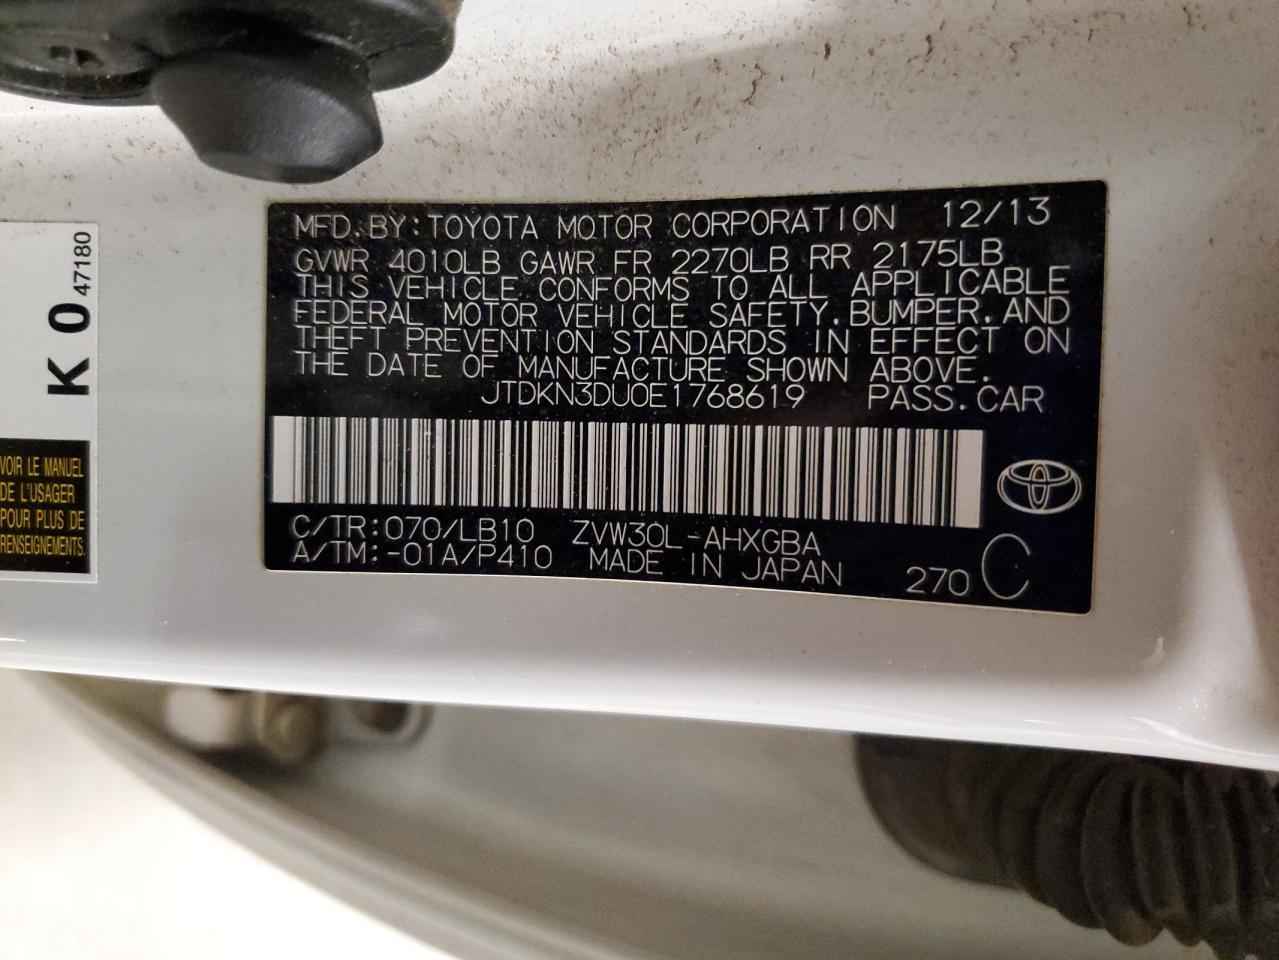 MFD. BY: TOYOTA MOTOR CORPORATION 12/13
GVWR 4010LB GAWR FR 2270LB RR 2175LB
THIS VEHICLE CONFORMS TO ALL APPLICABLE
FEDERAL MOTOR VEHICLE SAFETY, BUMPER, AND
THEFT PREVENTION STANDARDS IN EFFECT ON
THE DATE OF MANUFACTURE SHOWN ABOVE.
JTDKN3DU0E1768619 PASS. CAR
C/TR: 070/LB10 ZVW30L-AHXGBA
A/TM: -01A/P410 MADE IN JAPAN 270 C
K 0 47180
VOIR LE MANUEL
DE L'USAGER
POUR PLUS DE
RENSEIGNEMENTS.